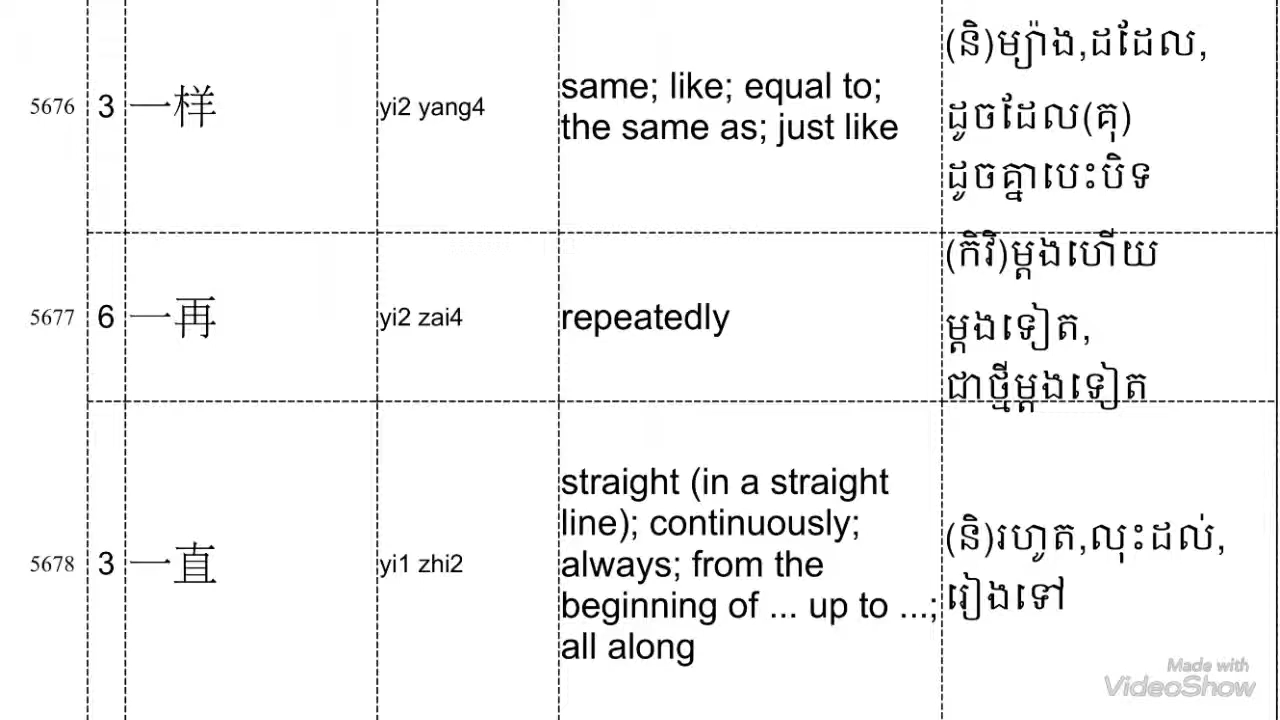 5676 3 一样 yi2 yang4 same; like; equal to; the same as; just like (និ)ម្យ៉ាង,ដដែល, ដូចដែល(គុ) ដូចគ្នាបេះបិទ
5677 6 一再 yi2 zai4 repeatedly (កិវិ)ម្ដងហើយ ម្ដងទៀត, ជាថ្មីម្ដងទៀត
5678 3 一直 yi1 zhi2 straight (in a straight line); continuously; always; from the beginning of ... up to ...; all along (និ)រហូត,លុះដល់, រៀងទៅ
Made with
VideoShow